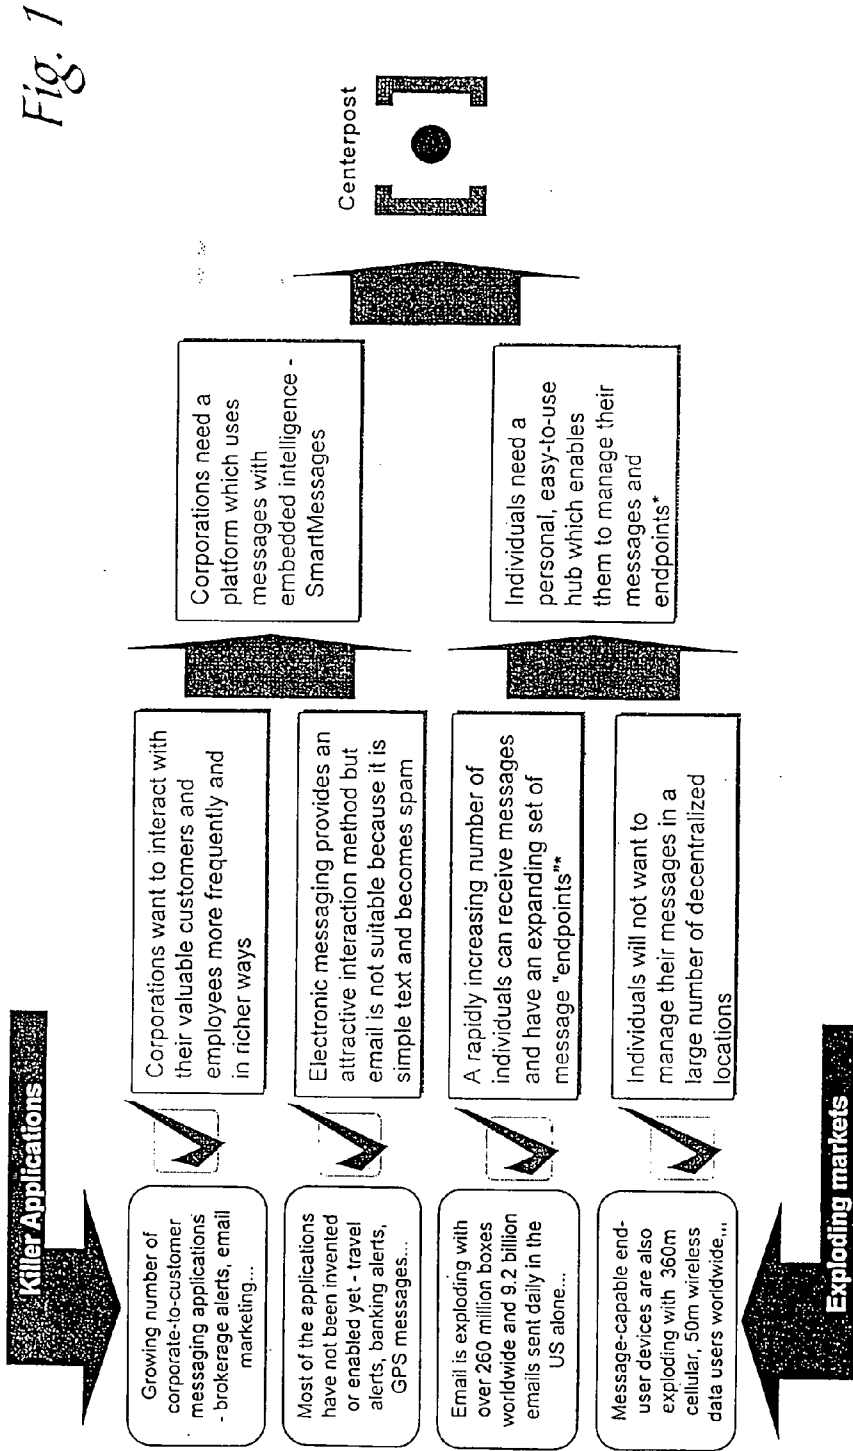 Fig. 1
Killer Applications
Growing number of
corporate-to-customer
messaging applications
- brokerage alerts, email
marketing...
Most of the applications
have not been invented
or enabled yet - travel
alerts, banking alerts,
GPS messages...
Email is exploding with
over 260 million boxes
worldwide and 9.2 billion
emails sent daily in the
US alone...
Message-capable end-
user devices are also
exploding with 360m
cellular, 50m wireless
data users worldwide...
Exploding markets
Corporations want to interact with
their valuable customers and
employees more frequently and
in richer ways
Electronic messaging provides an
attractive interaction method but
email is not suitable because it is
simple text and becomes spam
A rapidly increasing number of
individuals can receive messages
and have an expanding set of
message "endpoints"*
Individuals will not want to
manage their messages in a
large number of decentralized
locations
Corporations need a
platform which uses
messages with
embedded intelligence -
SmartMessages
Individuals need a
personal, easy-to-use
hub which enables
them to manage their
messages and
endpoints*
Centerpost